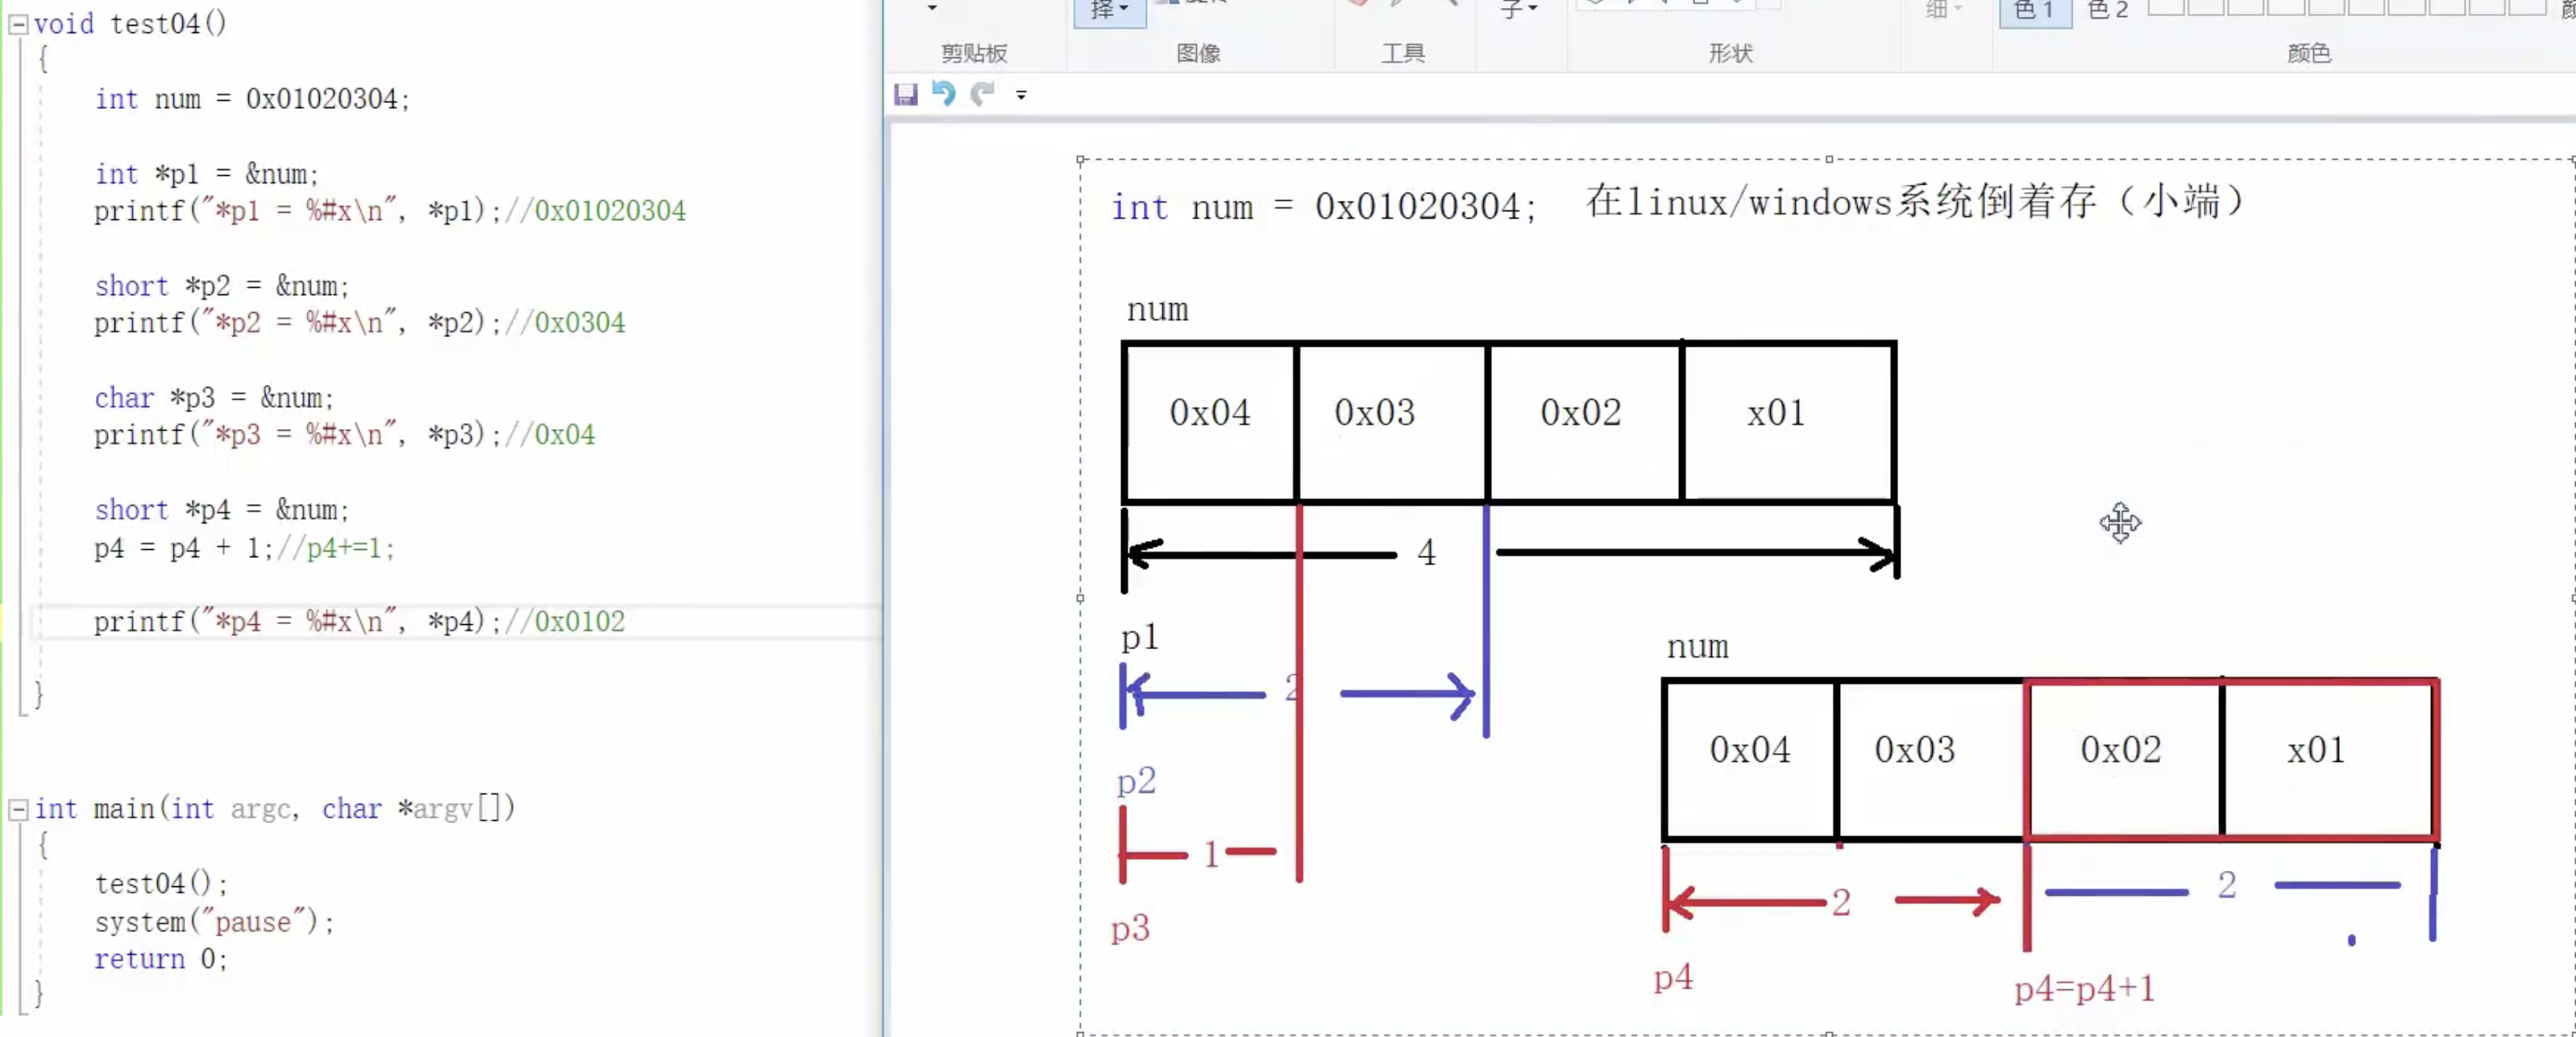 void test04()
{
int num = 0x01020304;
int *p1 = &num;
printf("*p1 = %#x\n", *p1);//0x01020304
short *p2 = &num;
printf("*p2 = %#x\n", *p2);//0x0304
char *p3 = &num;
printf("*p3 = %#x\n", *p3);//0x04
short *p4 = &num;
p4 = p4 + 1;//p4+=1;
printf("*p4 = %#x\n", *p4);//0x0102
}
int main(int argc, char *argv[])
{
test04();
system("pause");
return 0;
}
择 子 细 色 1 色 2
剪贴板 图像 工具 形状 颜色
int num = 0x01020304; 在linux/windows系统倒着存（小端）
num
0x04 0x03 0x02 x01
4
p1
2
p2
1
p3
num
0x04 0x03 0x02 x01
2 2
p4 p4=p4+1